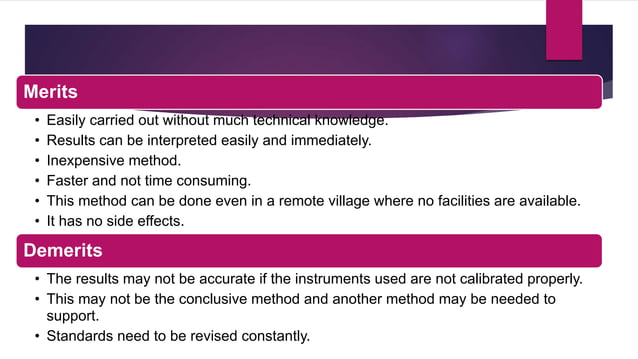 Merits
• Easily carried out without much technical knowledge.
• Results can be interpreted easily and immediately.
• Inexpensive method.
• Faster and not time consuming.
• This method can be done even in a remote village where no facilities are available.
• It has no side effects.
Demerits
• The results may not be accurate if the instruments used are not calibrated properly.
• This may not be the conclusive method and another method may be needed to
support.
• Standards need to be revised constantly.